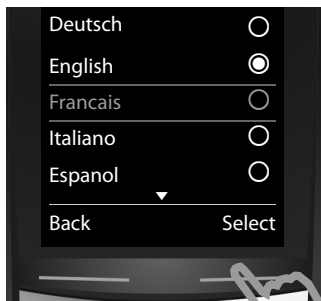 Deutsch
English
Francais
Italiano
Espanol
Back Select